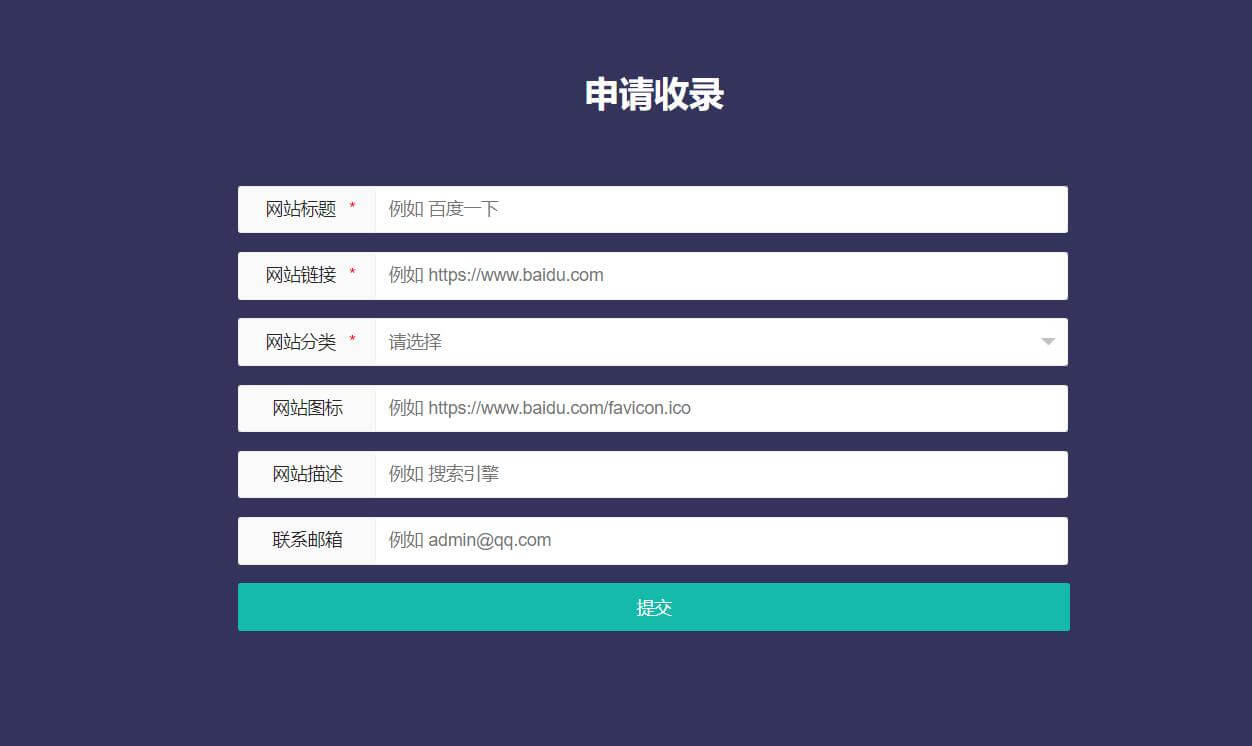 申请收录
网站标题 * 例如 百度一下
网站链接 * 例如 https://www.baidu.com
网站分类 * 请选择
网站图标 例如 https://www.baidu.com/favicon.ico
网站描述 例如 搜索引擎
联系邮箱 例如 admin@qq.com
提交